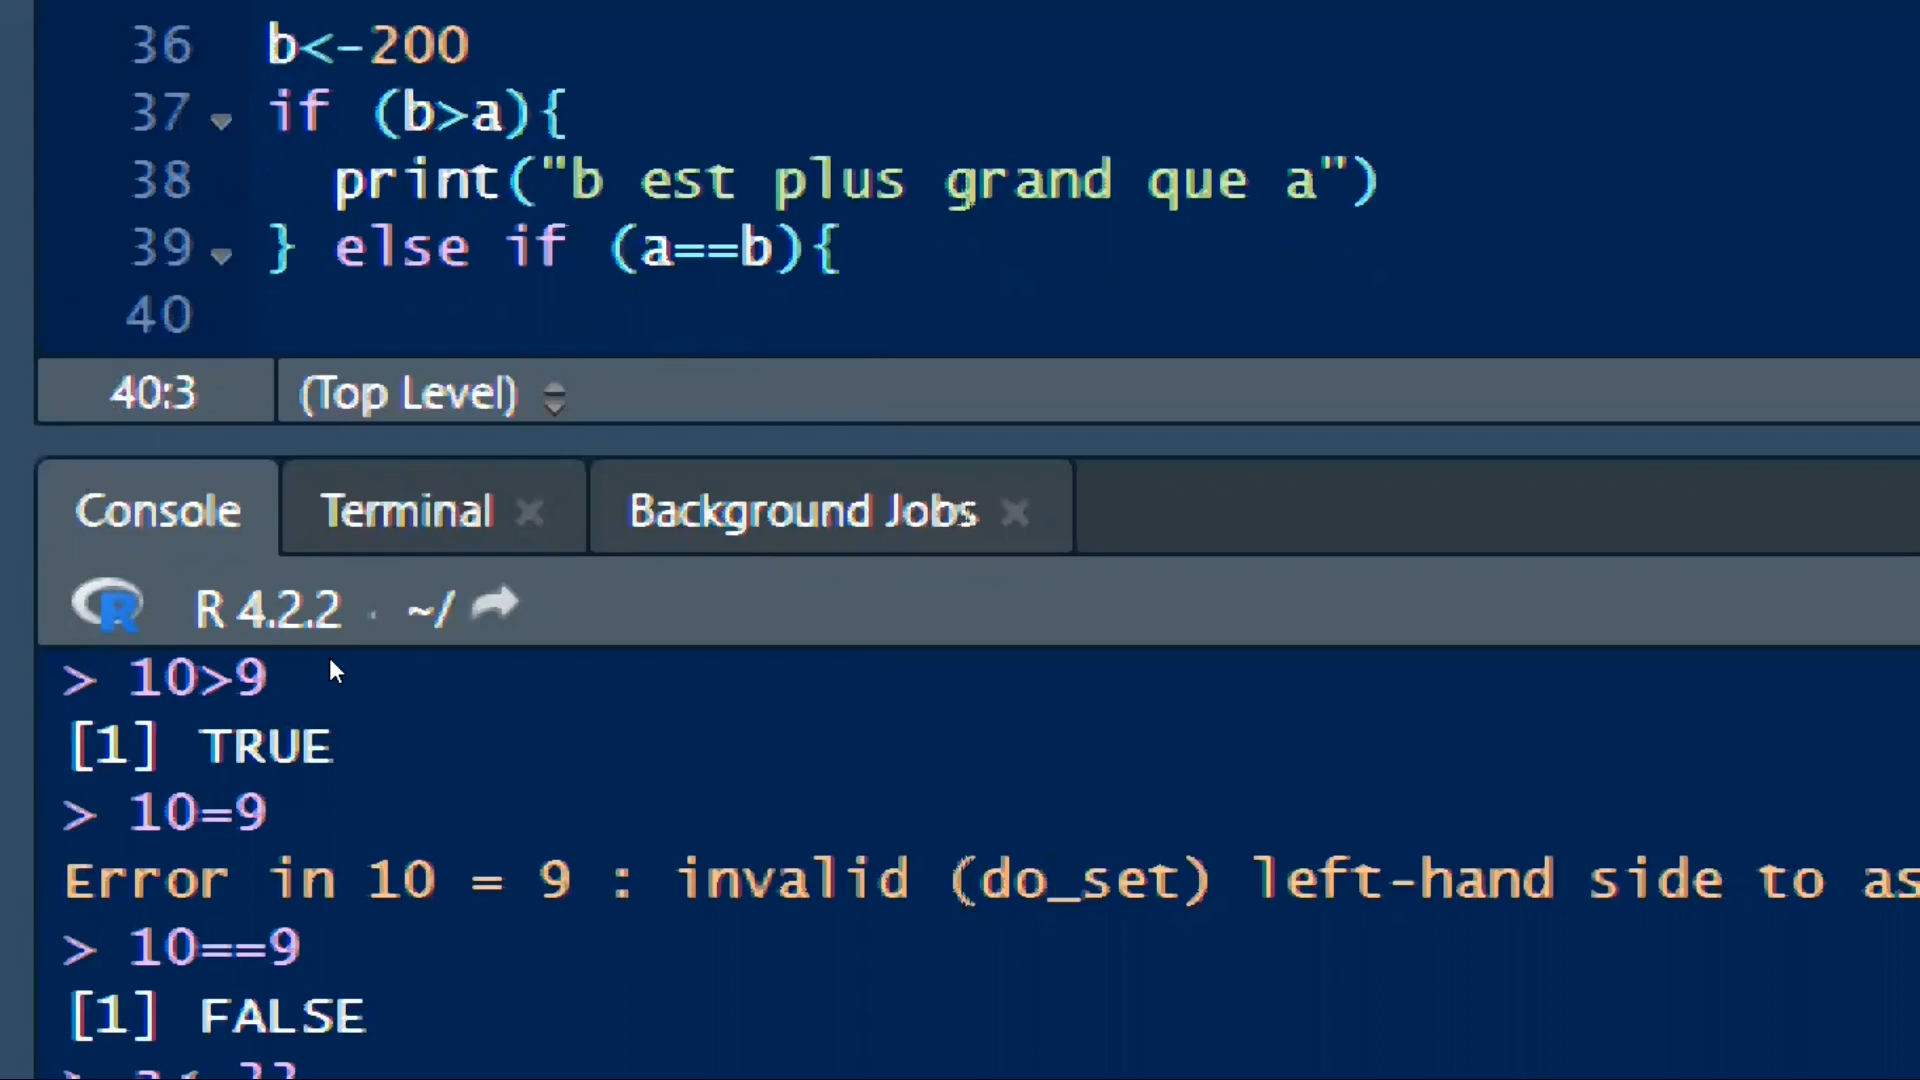 36 b<-200
37 if (b>a){
38 print("b est plus grand que a")
39 } else if (a==b){
40
40:3 (Top Level)
Console Terminal Background Jobs
R 4.2.2 · ~/
> 10>9
[1] TRUE
> 10=9
Error in 10 = 9 : invalid (do_set) left-hand side to as
> 10==9
[1] FALSE